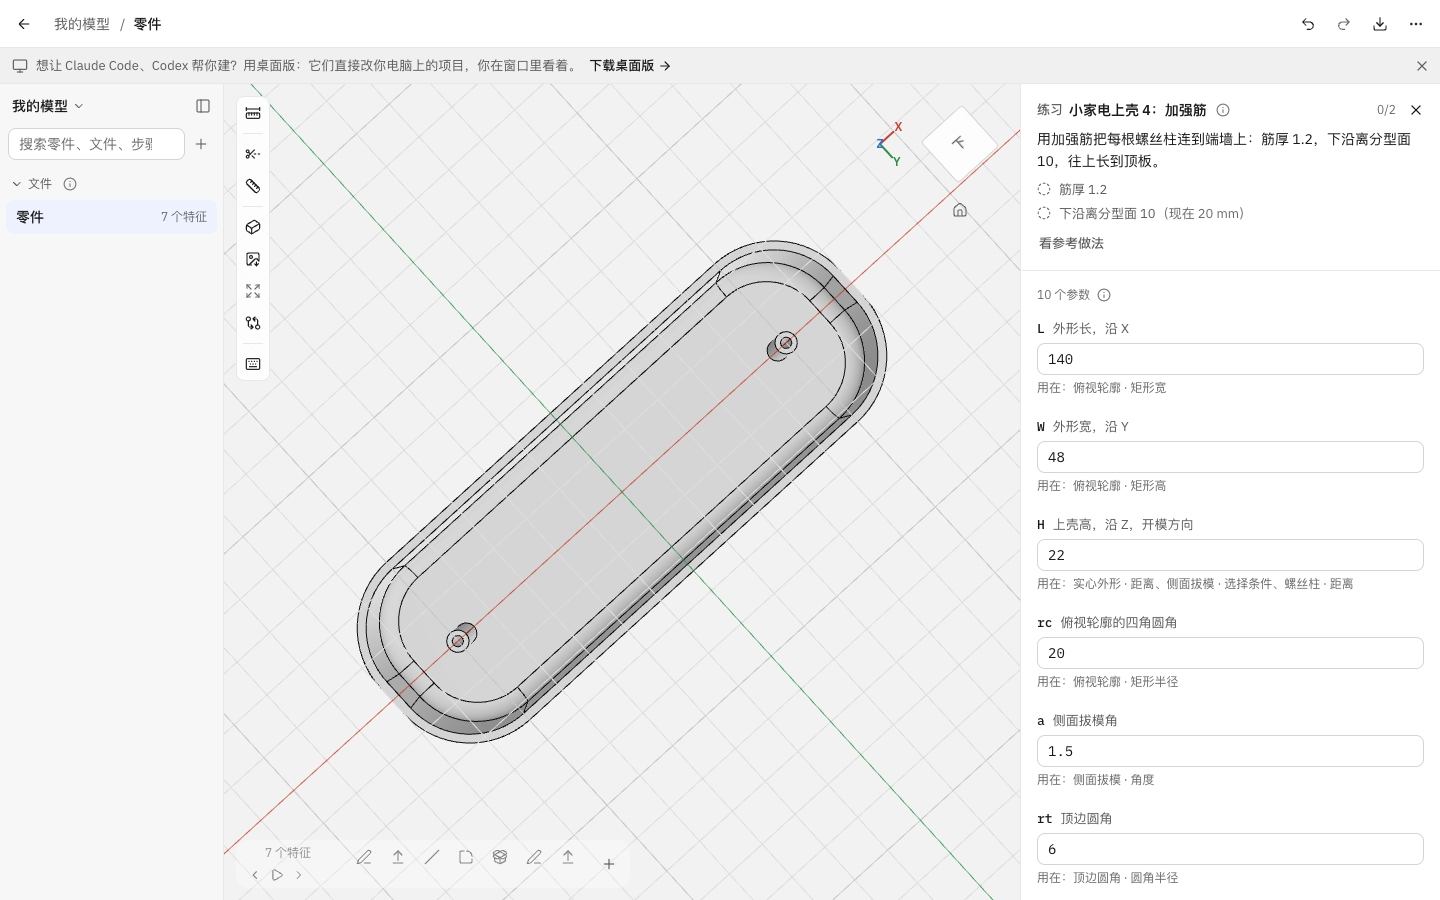 我的模型 / 零件
想让 Claude Code、Codex 帮你建？用桌面版：它们直接改你电脑上的项目，你在窗口里看着。 下载桌面版 →
我的模型
搜索零件、文件、步骤
文件
零件 7 个特征
X
Z
Y
下
7 个特征
练习 小家电上壳 4：加强筋 0/2
用加强筋把每根螺丝柱连到端墙上：筋厚 1.2，下沿离分型面
10，往上长到顶板。
筋厚 1.2
下沿离分型面 10（现在 20 mm）
看参考做法
10 个参数
L 外形长，沿 X
140
用在：俯视轮廓 · 矩形宽
W 外形宽，沿 Y
48
用在：俯视轮廓 · 矩形高
H 上壳高，沿 Z，开模方向
22
用在：实心外形 · 距离、侧面拔模 · 选择条件、螺丝柱 · 距离
rc 俯视轮廓的四角圆角
20
用在：俯视轮廓 · 矩形半径
a 侧面拔模角
1.5
用在：侧面拔模 · 角度
rt 顶边圆角
6
用在：顶边圆角 · 圆角半径